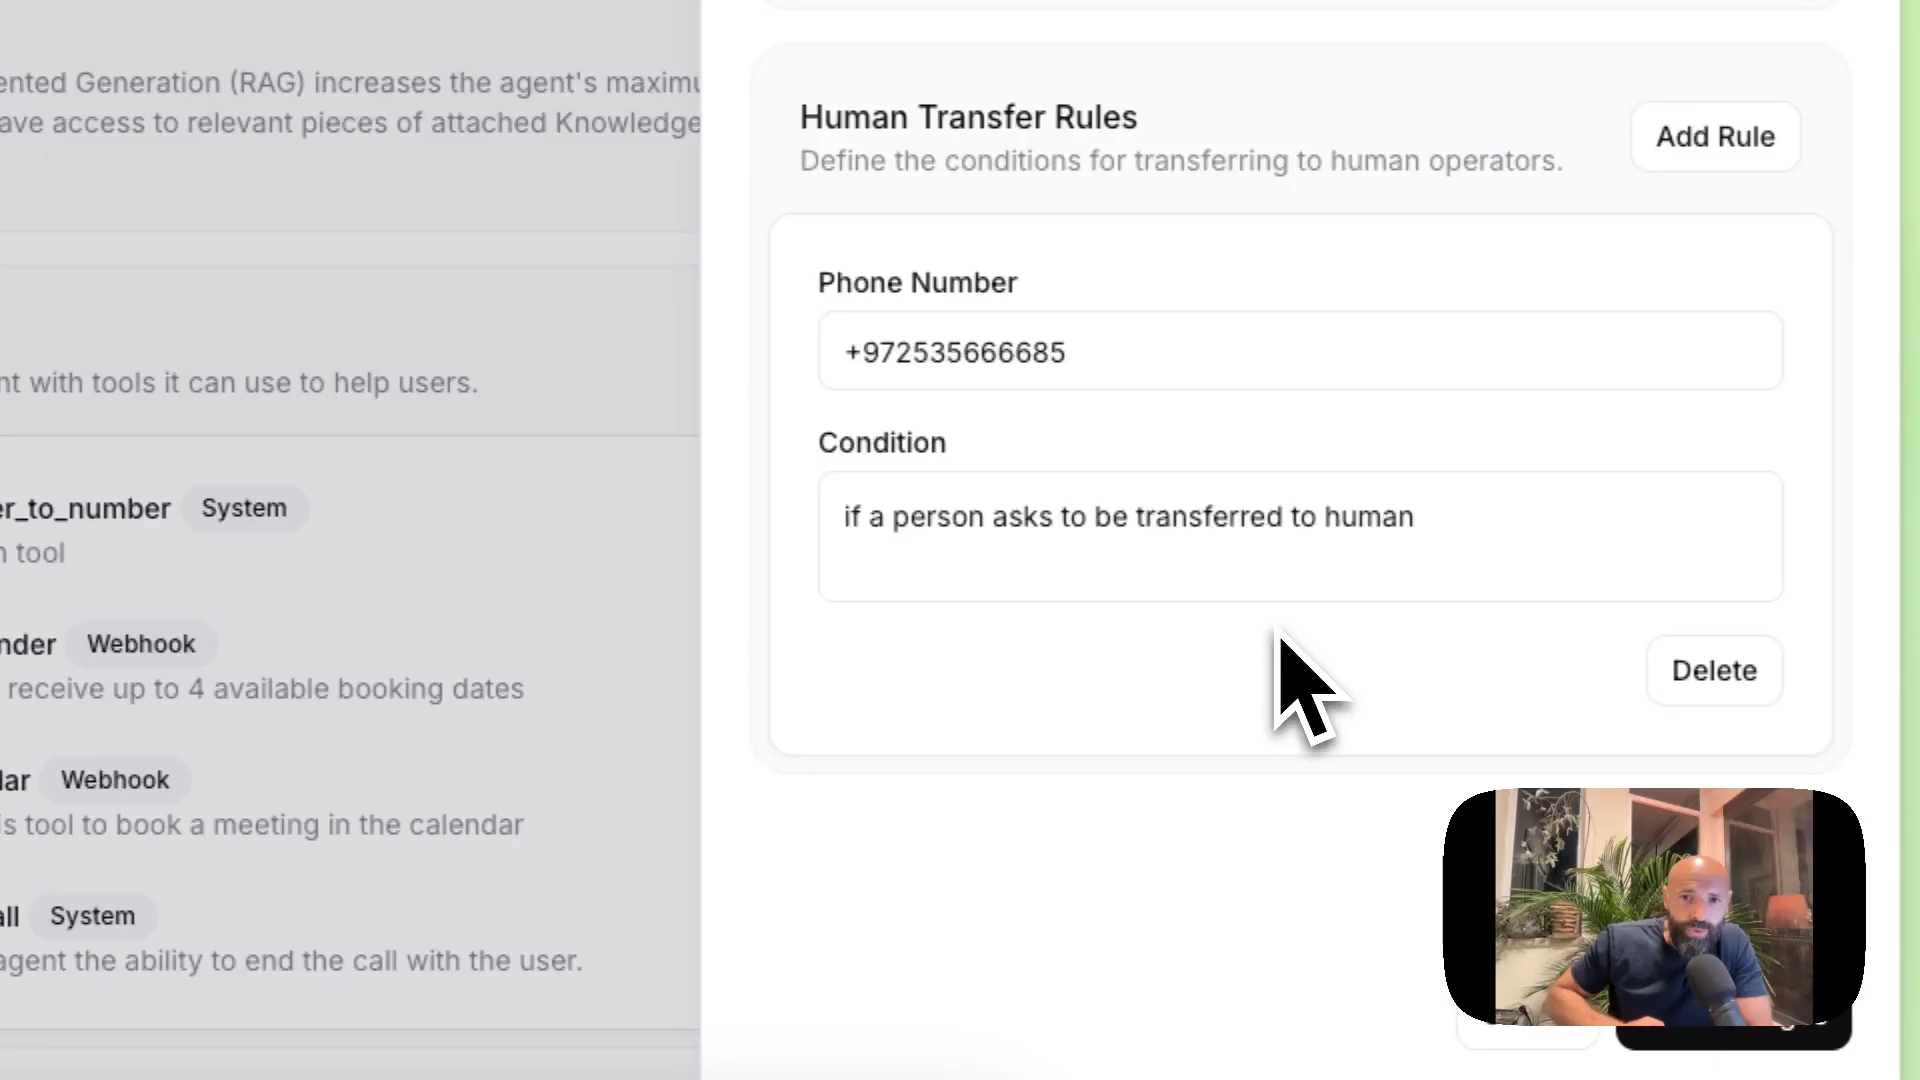 ented Generation (RAG) increases the agent's maximu
ave access to relevant pieces of attached Knowledge
nt with tools it can use to help users.
er_to_number System
n tool
nder Webhook
receive up to 4 available booking dates
lar Webhook
is tool to book a meeting in the calendar
all System
agent the ability to end the call with the user.
Human Transfer Rules
Define the conditions for transferring to human operators.
Add Rule
Phone Number
+972535666685
Condition
if a person asks to be transferred to human
Delete